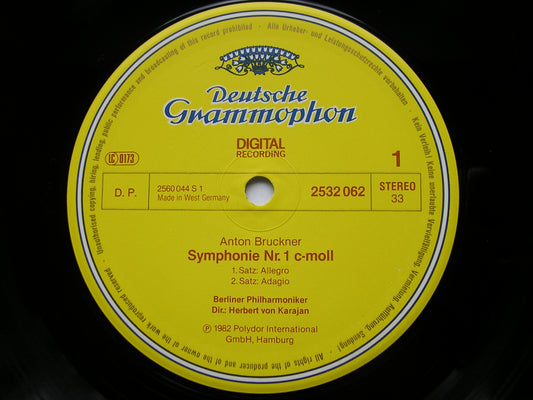 Deutsche
Grammophon
DIGITAL
RECORDING
LC 0173
1
D. P.
2560 044 S 1
Made in West Germany
2532 062
STEREO
33
Anton Bruckner
Symphonie Nr. 1 c-moll
1. Satz: Allegro
2. Satz: Adagio
Berliner Philharmoniker
Dir.: Herbert von Karajan
Ⓟ 1982 Polydor International
GmbH, Hamburg
Alle Urheber- und Leistungsschutzrechte vorbehalten · Kein Verleih! Keine unerlaubte Vervielfältigung, Vermietung, Aufführung, Sendung! ·
All rights of the producer and of the owner of the work reproduced reserved · Unauthorised copying, hiring, lending, public performance and broadcasting of this record prohibited ·